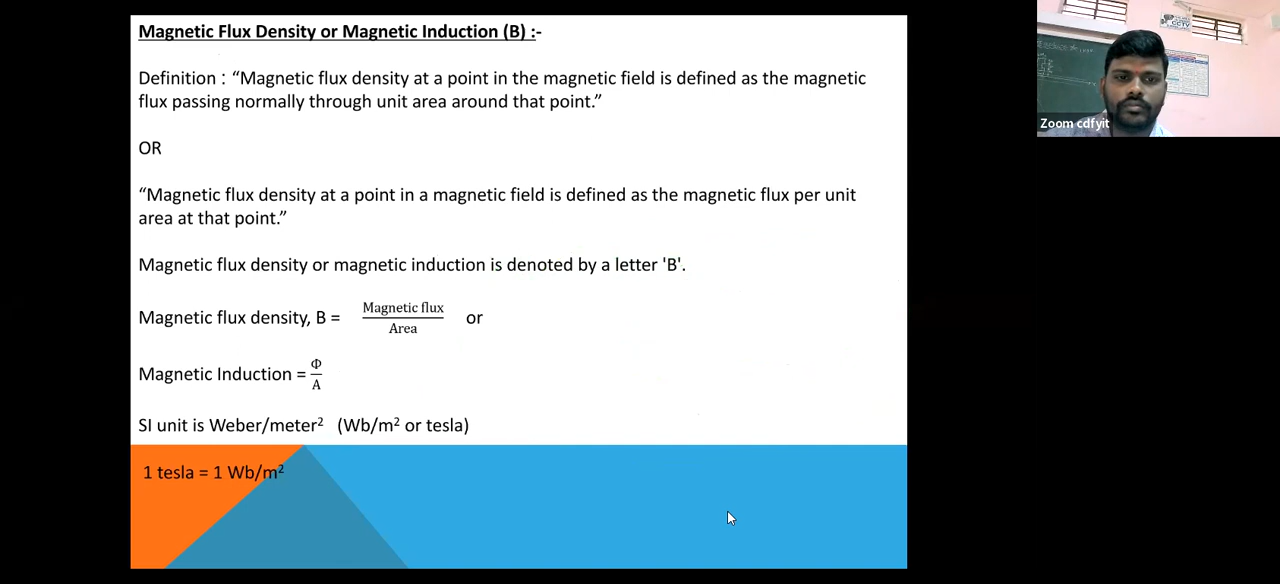 Magnetic Flux Density or Magnetic Induction (B) :-
Definition : “Magnetic flux density at a point in the magnetic field is defined as the magnetic
flux passing normally through unit area around that point.”
OR
“Magnetic flux density at a point in a magnetic field is defined as the magnetic flux per unit
area at that point.”
Magnetic flux density or magnetic induction is denoted by a letter 'B'.
Magnetic flux density, B = Magnetic flux / Area or
Magnetic Induction = Φ / A
SI unit is Weber/meter² (Wb/m² or tesla)
1 tesla = 1 Wb/m²
CCTV
Zoom cdfyit